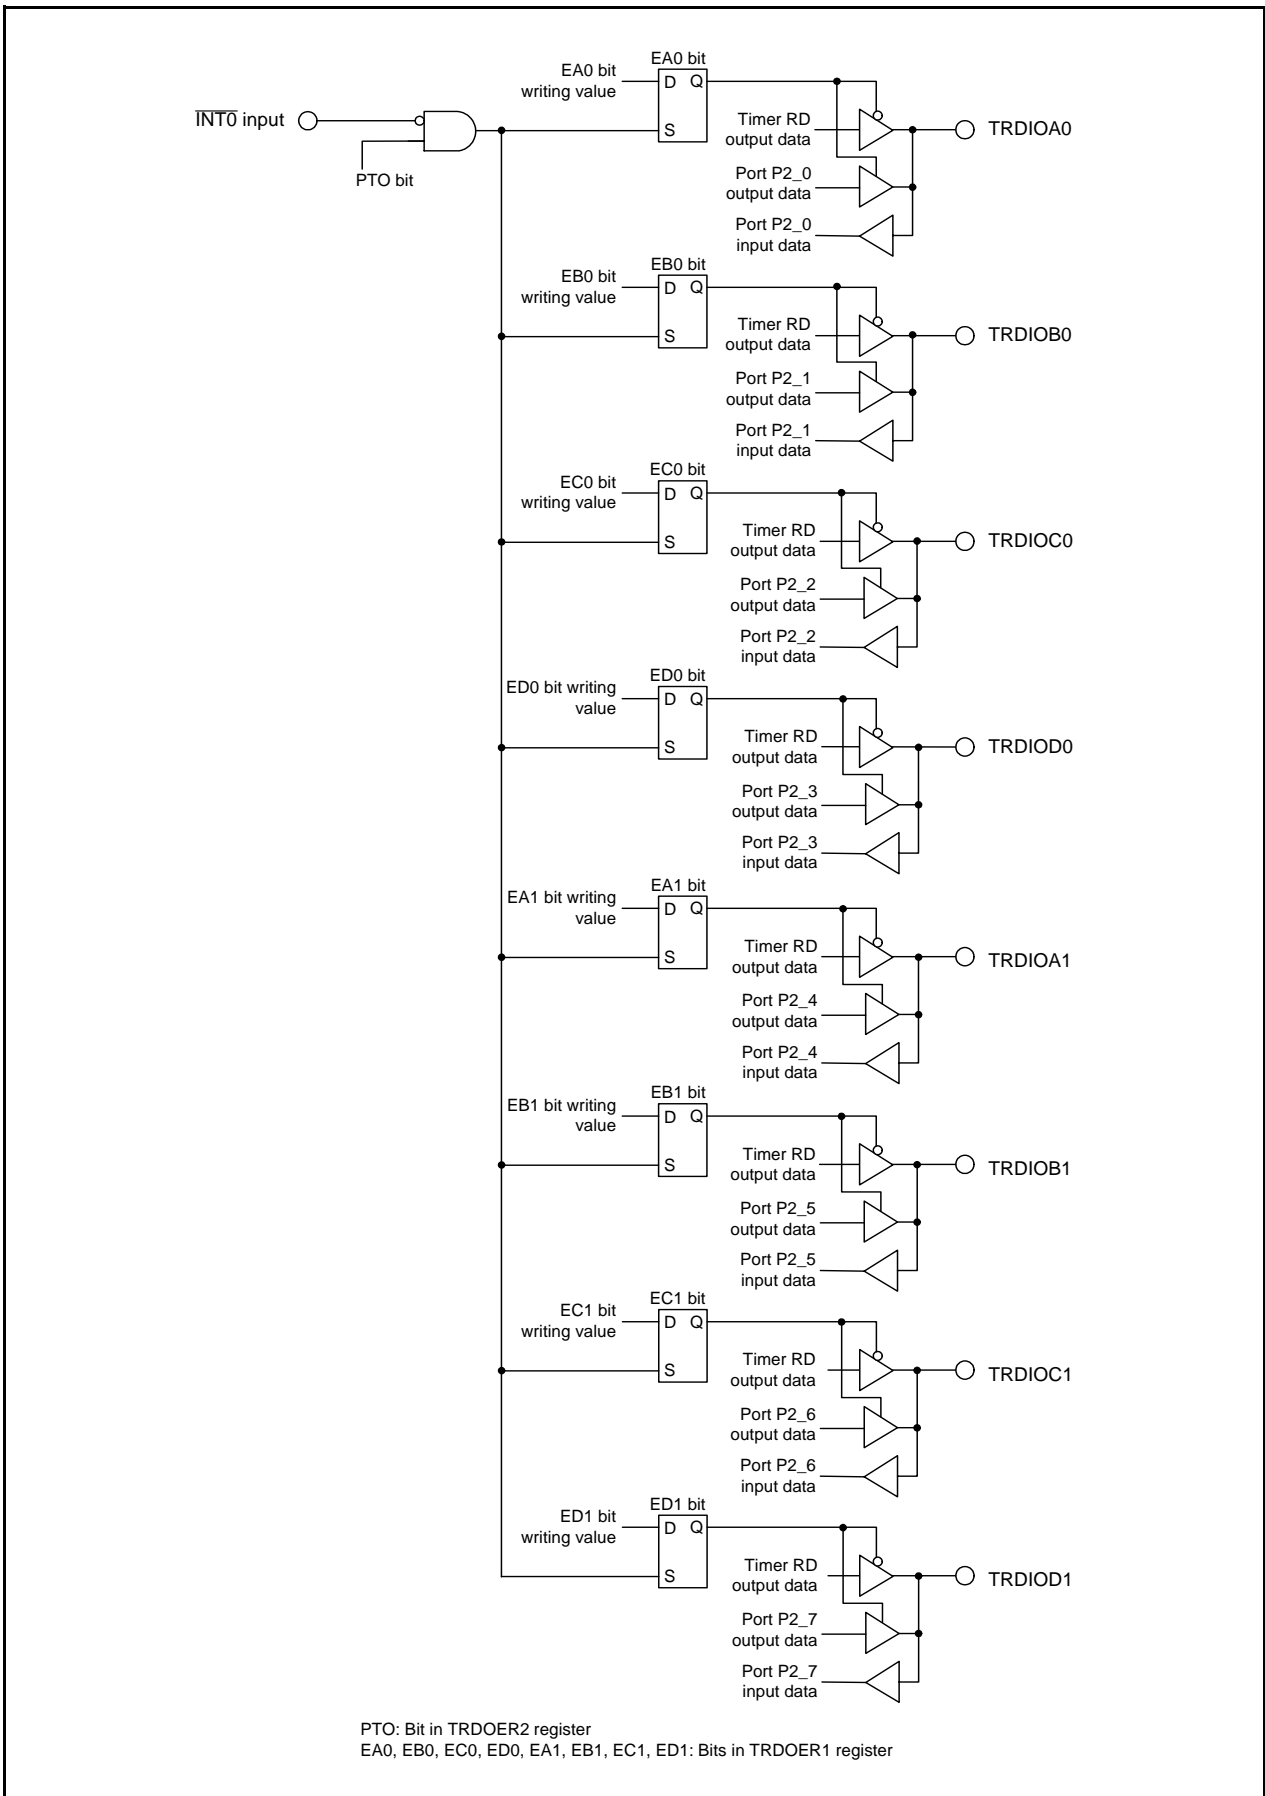 INT0 input
PTO bit
EA0 bit
EA0 bit
writing value
D Q
S
Timer RD
output data
Port P2_0
output data
Port P2_0
input data
TRDIOA0
EB0 bit
EB0 bit
writing value
D Q
S
Timer RD
output data
Port P2_1
output data
Port P2_1
input data
TRDIOB0
EC0 bit
EC0 bit
writing value
D Q
S
Timer RD
output data
Port P2_2
output data
Port P2_2
input data
TRDIOC0
ED0 bit
ED0 bit writing
value
D Q
S
Timer RD
output data
Port P2_3
output data
Port P2_3
input data
TRDIOD0
EA1 bit
EA1 bit writing
value
D Q
S
Timer RD
output data
Port P2_4
output data
Port P2_4
input data
TRDIOA1
EB1 bit
EB1 bit writing
value
D Q
S
Timer RD
output data
Port P2_5
output data
Port P2_5
input data
TRDIOB1
EC1 bit
EC1 bit
writing value
D Q
S
Timer RD
output data
Port P2_6
output data
Port P2_6
input data
TRDIOC1
ED1 bit
ED1 bit
writing value
D Q
S
Timer RD
output data
Port P2_7
output data
Port P2_7
input data
TRDIOD1
PTO: Bit in TRDOER2 register
EA0, EB0, EC0, ED0, EA1, EB1, EC1, ED1: Bits in TRDOER1 register